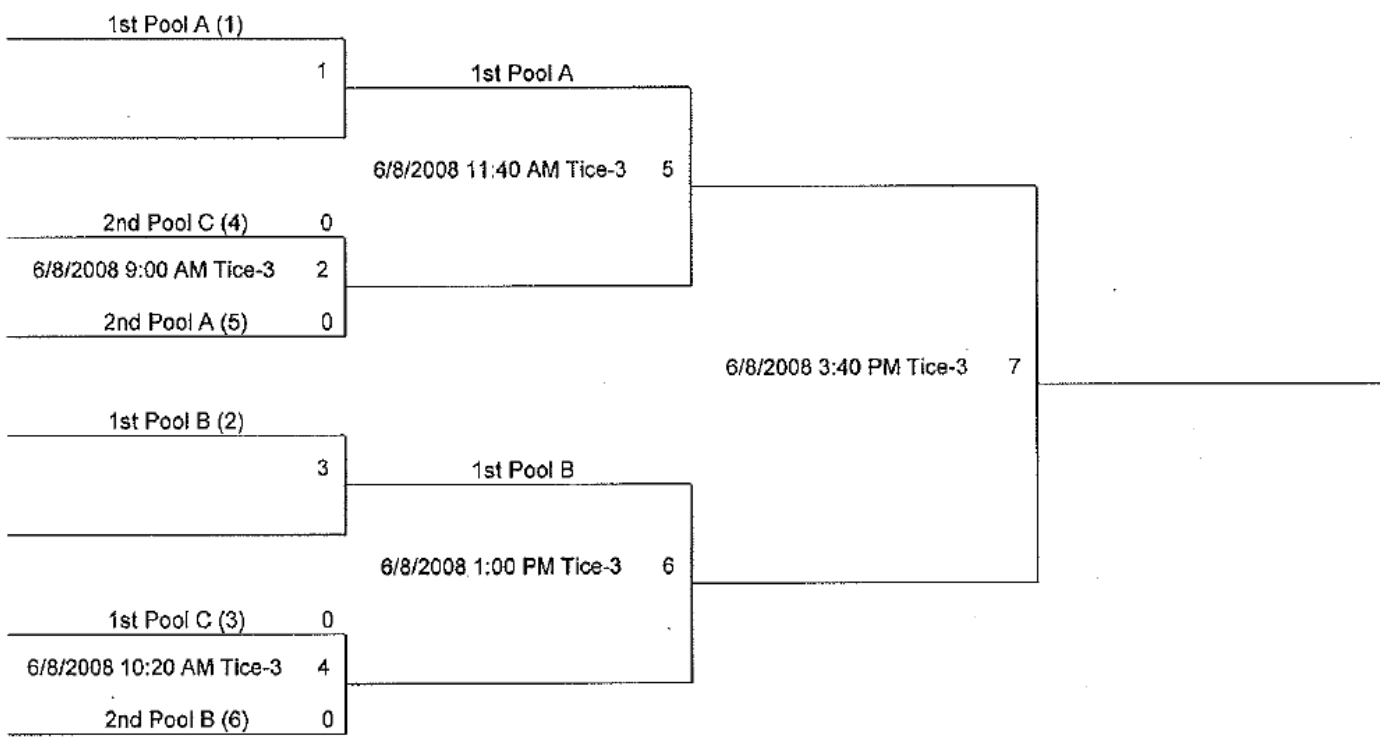 1st Pool A (1)
1
1st Pool A
6/8/2008 11:40 AM Tice-3 5
2nd Pool C (4) 0
6/8/2008 9:00 AM Tice-3 2
2nd Pool A (5) 0
6/8/2008 3:40 PM Tice-3 7
1st Pool B (2)
3
1st Pool B
6/8/2008 1:00 PM Tice-3 6
1st Pool C (3) 0
6/8/2008 10:20 AM Tice-3 4
2nd Pool B (6) 0